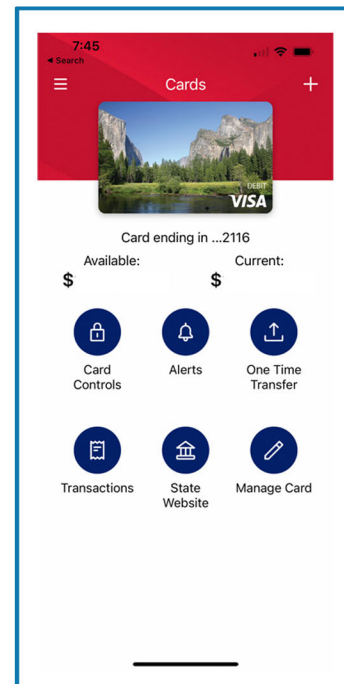 7:45
◄ Search
Cards
DEBIT
VISA
Card ending in ...2116
Available:
Current:
$
$
Card
Controls
Alerts
One Time
Transfer
Transactions
State
Website
Manage Card